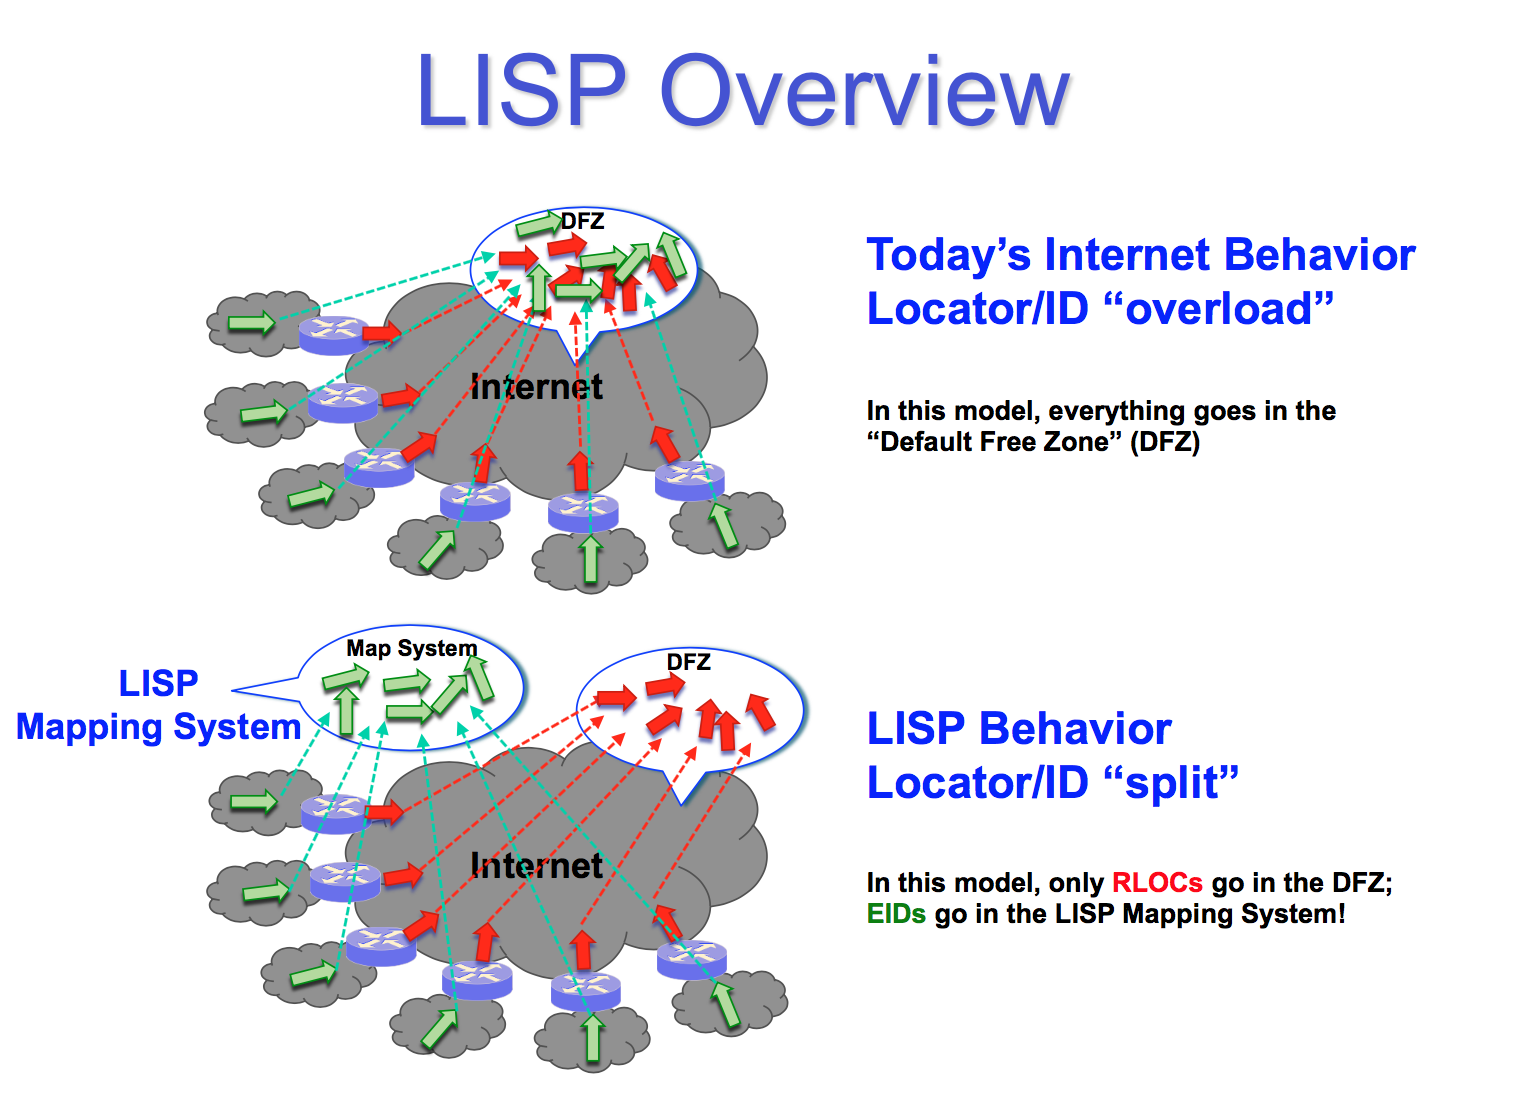 LISP Overview
DFZ
Internet
Today’s Internet Behavior
Locator/ID “overload”
In this model, everything goes in the
“Default Free Zone” (DFZ)
Map System
DFZ
LISP
Mapping System
Internet
LISP Behavior
Locator/ID “split”
In this model, only RLOCs go in the DFZ;
EIDs go in the LISP Mapping System!